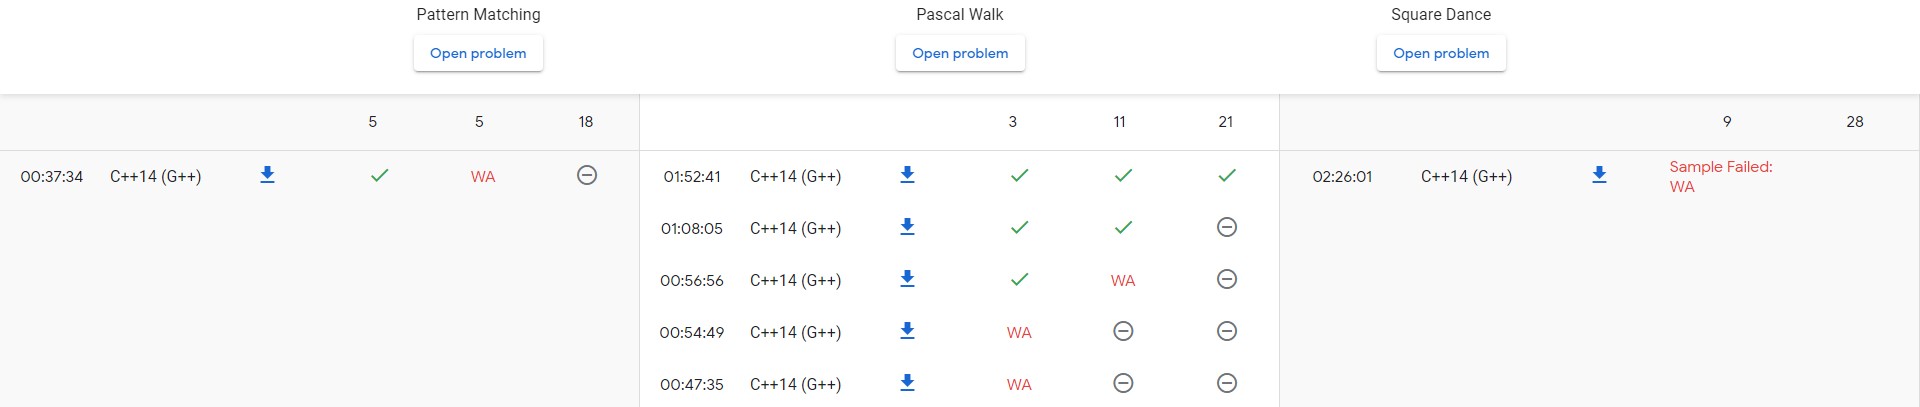 Pattern Matching Pascal Walk Square Dance
Open problem Open problem Open problem
5 5 18 3 11 21 9 28
00:37:34 C++14 (G++) WA 01:52:41 C++14 (G++) 02:26:01 C++14 (G++) Sample Failed:
WA
01:08:05 C++14 (G++)
00:56:56 C++14 (G++) WA
00:54:49 C++14 (G++) WA
00:47:35 C++14 (G++) WA